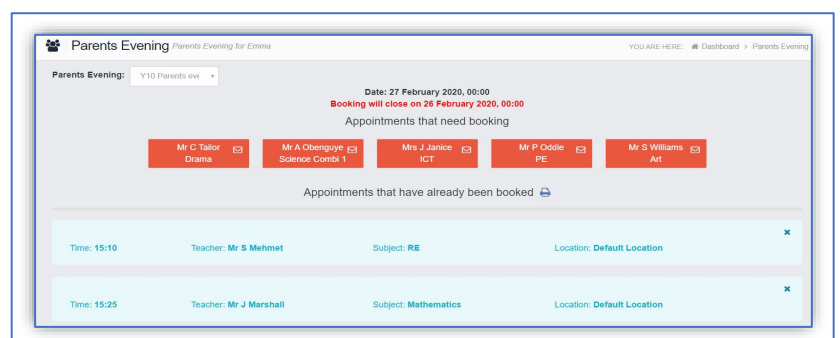 Parents Evening Parents Evening for Emma
YOU ARE HERE: Dashboard > Parents Evening
Parents Evening: Y10 Parents eve
Date: 27 February 2020, 00:00
Booking will close on 26 February 2020, 00:00
Appointments that need booking
Mr C Tailor
Drama
Mr A Obenguye
Science Combi 1
Mrs J Janice
ICT
Mr P Oddie
PE
Mr S Williams
Art
Appointments that have already been booked
Time: 15:10 Teacher: Mr S Mehmet Subject: RE Location: Default Location
Time: 15:25 Teacher: Mr J Marshall Subject: Mathematics Location: Default Location